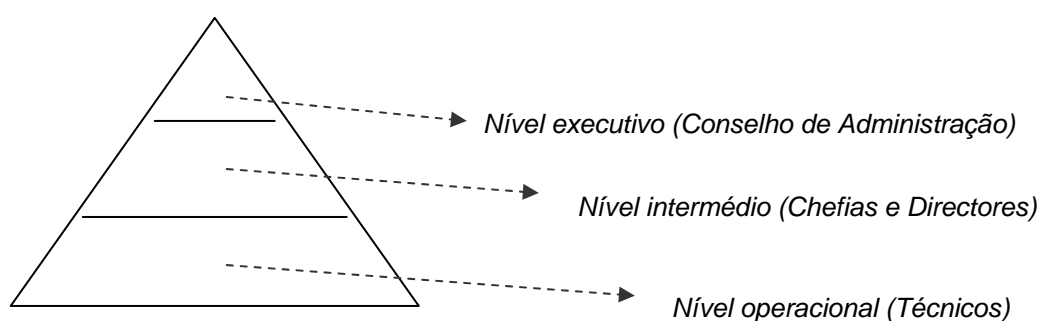 Nível executivo (Conselho de Administração)
Nível intermédio (Chefias e Directores)
Nível operacional (Técnicos)